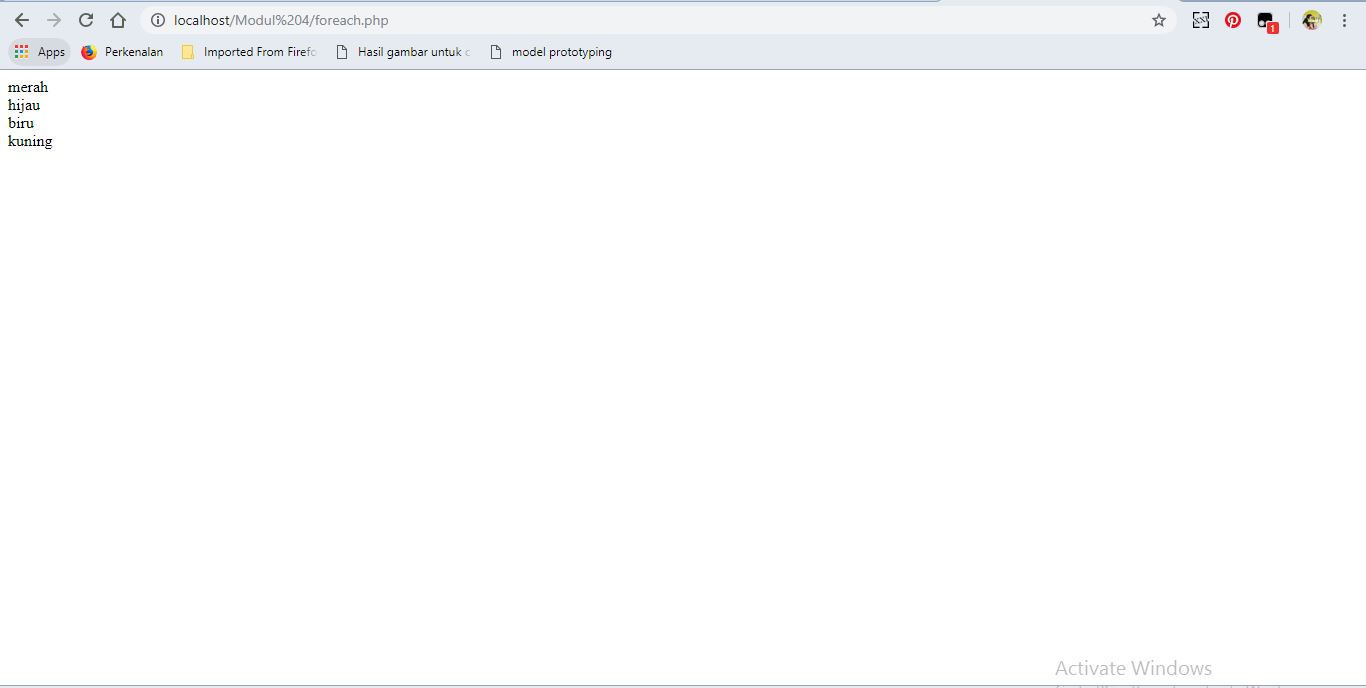 localhost/Modul%204/foreach.php
1
Apps Perkenalan Imported From Firefo Hasil gambar untuk c model prototyping
merah
hijau
biru
kuning
Activate Windows